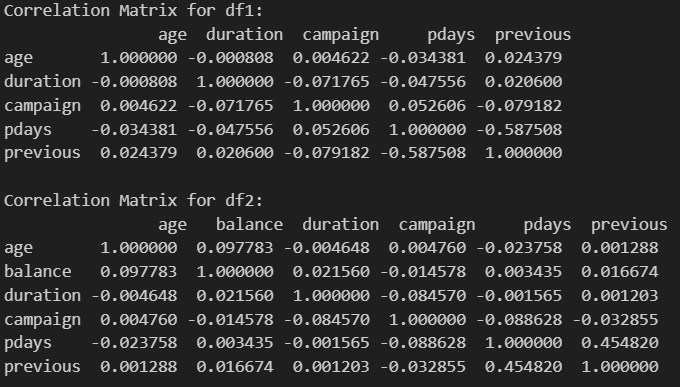 Correlation Matrix for df1:
               age  duration  campaign     pdays  previous
age       1.000000 -0.000808  0.004622 -0.034381  0.024379
duration -0.000808  1.000000 -0.071765 -0.047556  0.020600
campaign  0.004622 -0.071765  1.000000  0.052606 -0.079182
pdays    -0.034381 -0.047556  0.052606  1.000000 -0.587508
previous  0.024379  0.020600 -0.079182 -0.587508  1.000000

Correlation Matrix for df2:
               age   balance  duration  campaign     pdays  previous
age       1.000000  0.097783 -0.004648  0.004760 -0.023758  0.001288
balance   0.097783  1.000000  0.021560 -0.014578  0.003435  0.016674
duration -0.004648  0.021560  1.000000 -0.084570 -0.001565  0.001203
campaign  0.004760 -0.014578 -0.084570  1.000000 -0.088628 -0.032855
pdays    -0.023758  0.003435 -0.001565 -0.088628  1.000000  0.454820
previous  0.001288  0.016674  0.001203 -0.032855  0.454820  1.000000